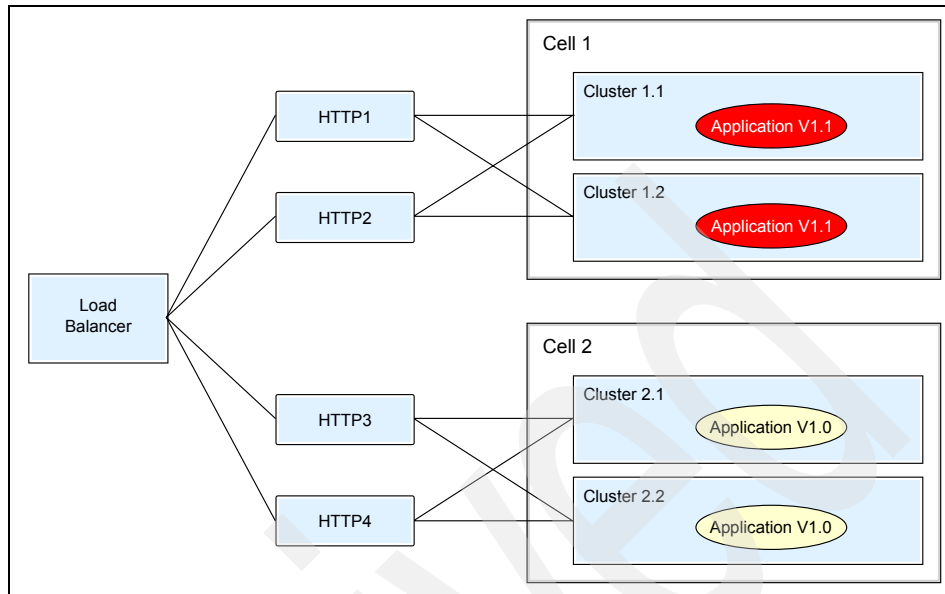 Cell 1
Cluster 1.1
Application V1.1
Cluster 1.2
Application V1.1
HTTP1
HTTP2
Load
Balancer
HTTP3
HTTP4
Cell 2
Cluster 2.1
Application V1.0
Cluster 2.2
Application V1.0